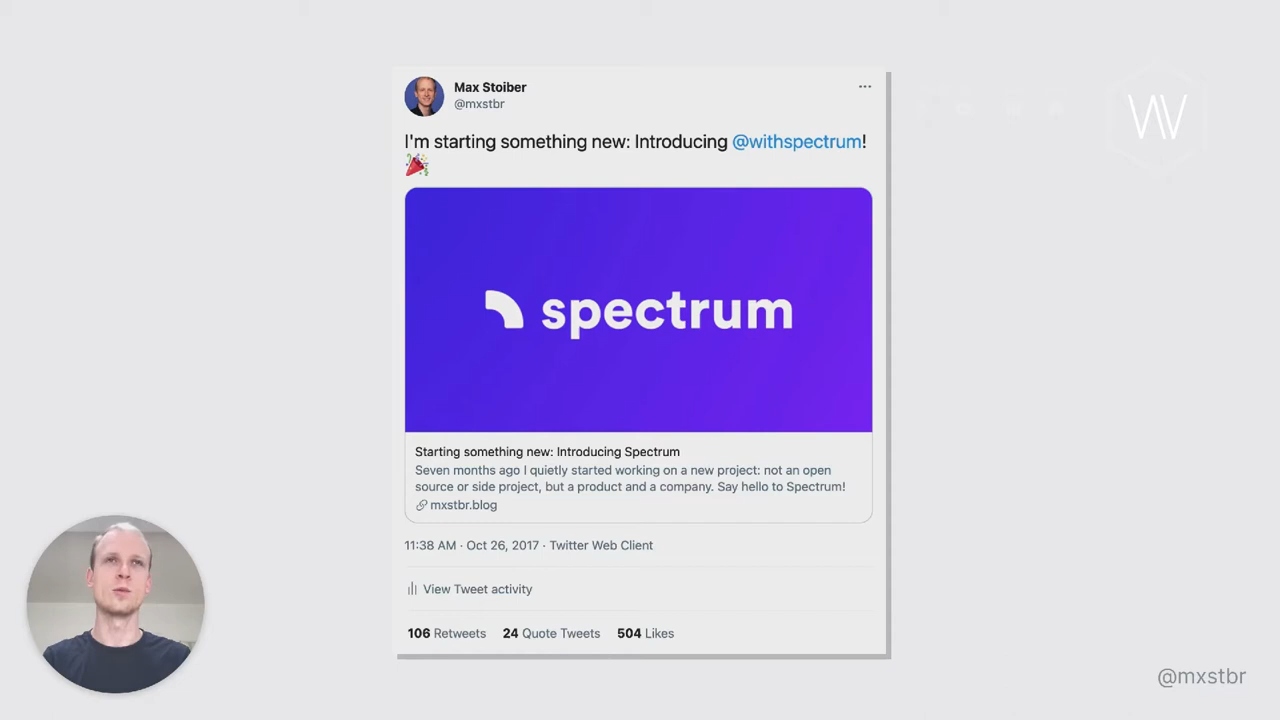 Max Stoiber
@mxstbr
I'm starting something new: Introducing @withspectrum!
🎉
spectrum
Starting something new: Introducing Spectrum
Seven months ago I quietly started working on a new project: not an open
source or side project, but a product and a company. Say hello to Spectrum!
mxstbr.blog
11:38 AM · Oct 26, 2017 · Twitter Web Client
View Tweet activity
106 Retweets 24 Quote Tweets 504 Likes
@mxstbr